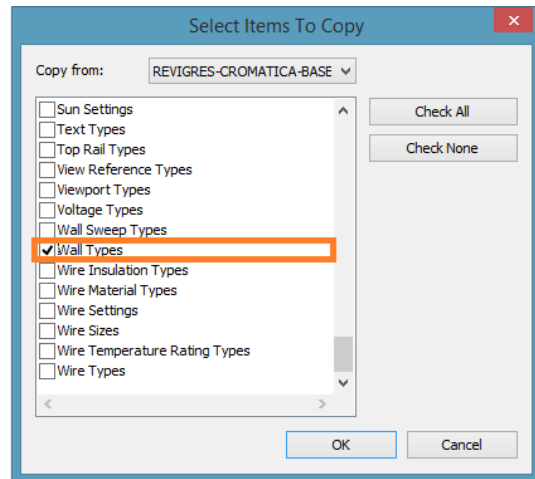 Select Items To Copy
Copy from: REVIGRES-CROMATICA-BASE
Sun Settings
Text Types
Top Rail Types
View Reference Types
Viewport Types
Voltage Types
Wall Sweep Types
Wall Types
Wire Insulation Types
Wire Material Types
Wire Settings
Wire Sizes
Wire Temperature Rating Types
Wire Types
Check All
Check None
OK Cancel